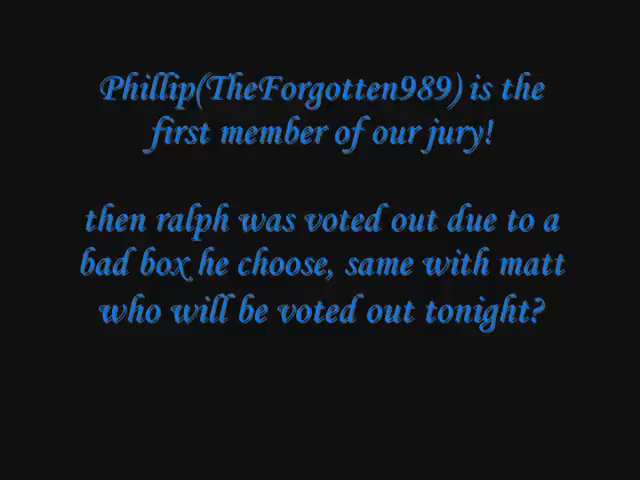 Phillip(TheForgotten989) is the
first member of our jury!
then ralph was voted out due to a
bad box he choose, same with matt
who will be voted out tonight?